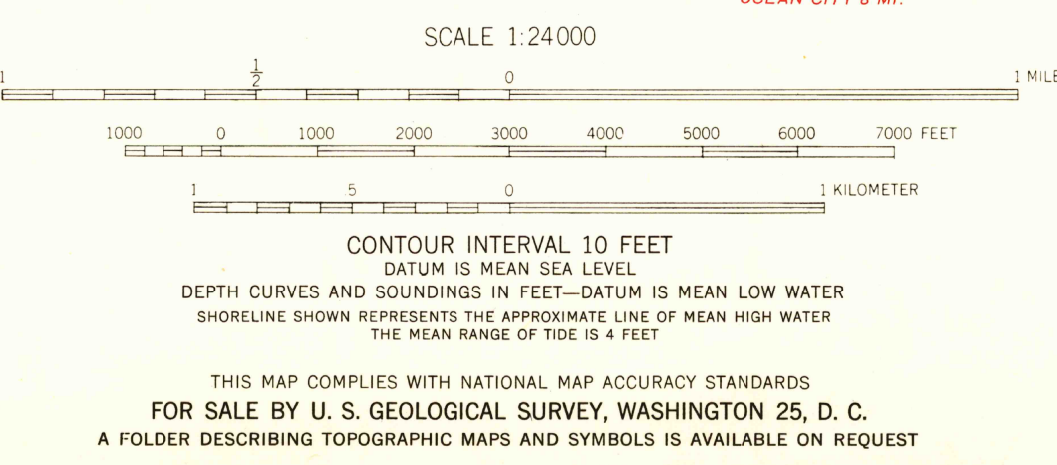 OCEAN CITY 8 MI.
SCALE 1:24000
1 1/2 0 1 MILE
1000 0 1000 2000 3000 4000 5000 6000 7000 FEET
1 .5 0 1 KILOMETER
CONTOUR INTERVAL 10 FEET
DATUM IS MEAN SEA LEVEL
DEPTH CURVES AND SOUNDINGS IN FEET—DATUM IS MEAN LOW WATER
SHORELINE SHOWN REPRESENTS THE APPROXIMATE LINE OF MEAN HIGH WATER
THE MEAN RANGE OF TIDE IS 4 FEET
THIS MAP COMPLIES WITH NATIONAL MAP ACCURACY STANDARDS
FOR SALE BY U. S. GEOLOGICAL SURVEY, WASHINGTON 25, D. C.
A FOLDER DESCRIBING TOPOGRAPHIC MAPS AND SYMBOLS IS AVAILABLE ON REQUEST